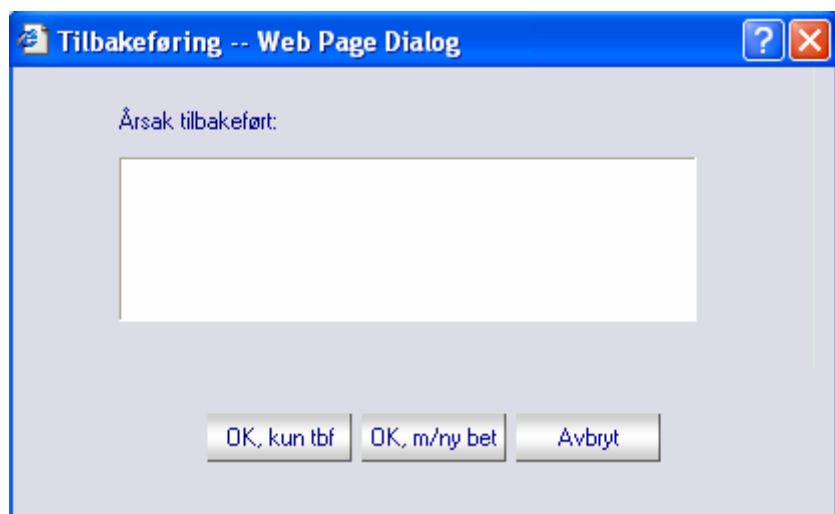 Tilbakeføring -- Web Page Dialog
Årsak tilbakeført:
OK, kun tbf OK, m/ny bet Avbryt